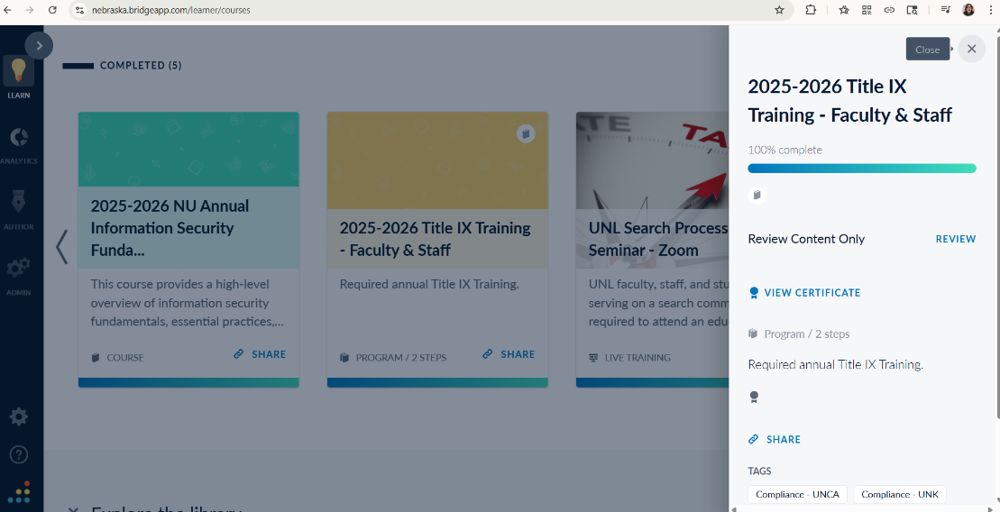 nebraska.bridgeapp.com/learner/courses
LEARN
ANALYTICS
AUTHOR
ADMIN
COMPLETED (5)
2025-2026 NU Annual
Information Security
Funda...
This course provides a high-level
overview of information security
fundamentals, essential practices,...
COURSE
SHARE
2025-2026 Title IX Training
- Faculty & Staff
Required annual Title IX Training.
PROGRAM / 2 STEPS
SHARE
UNL Search Process
Seminar - Zoom
UNL faculty, staff, and stu
serving on a search comm
required to attend an edu
LIVE TRAINING
Explore the library
Close
2025-2026 Title IX
Training - Faculty & Staff
100% complete
Review Content Only
REVIEW
VIEW CERTIFICATE
Program / 2 steps
Required annual Title IX Training.
SHARE
TAGS
Compliance - UNCA
Compliance - UNK